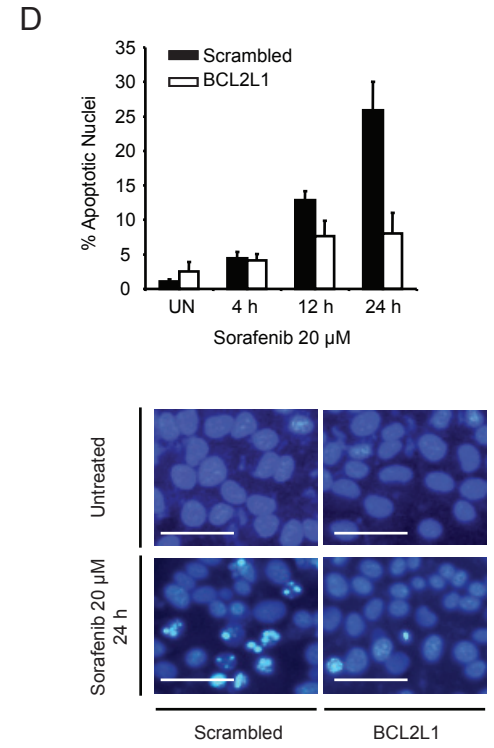 D
35
30
25
20
15
10
5
0
% Apoptotic Nuclei
Scrambled
BCL2L1
UN 4 h 12 h 24 h
Sorafenib 20 µM
Untreated
Sorafenib 20 µM
24 h
Scrambled BCL2L1